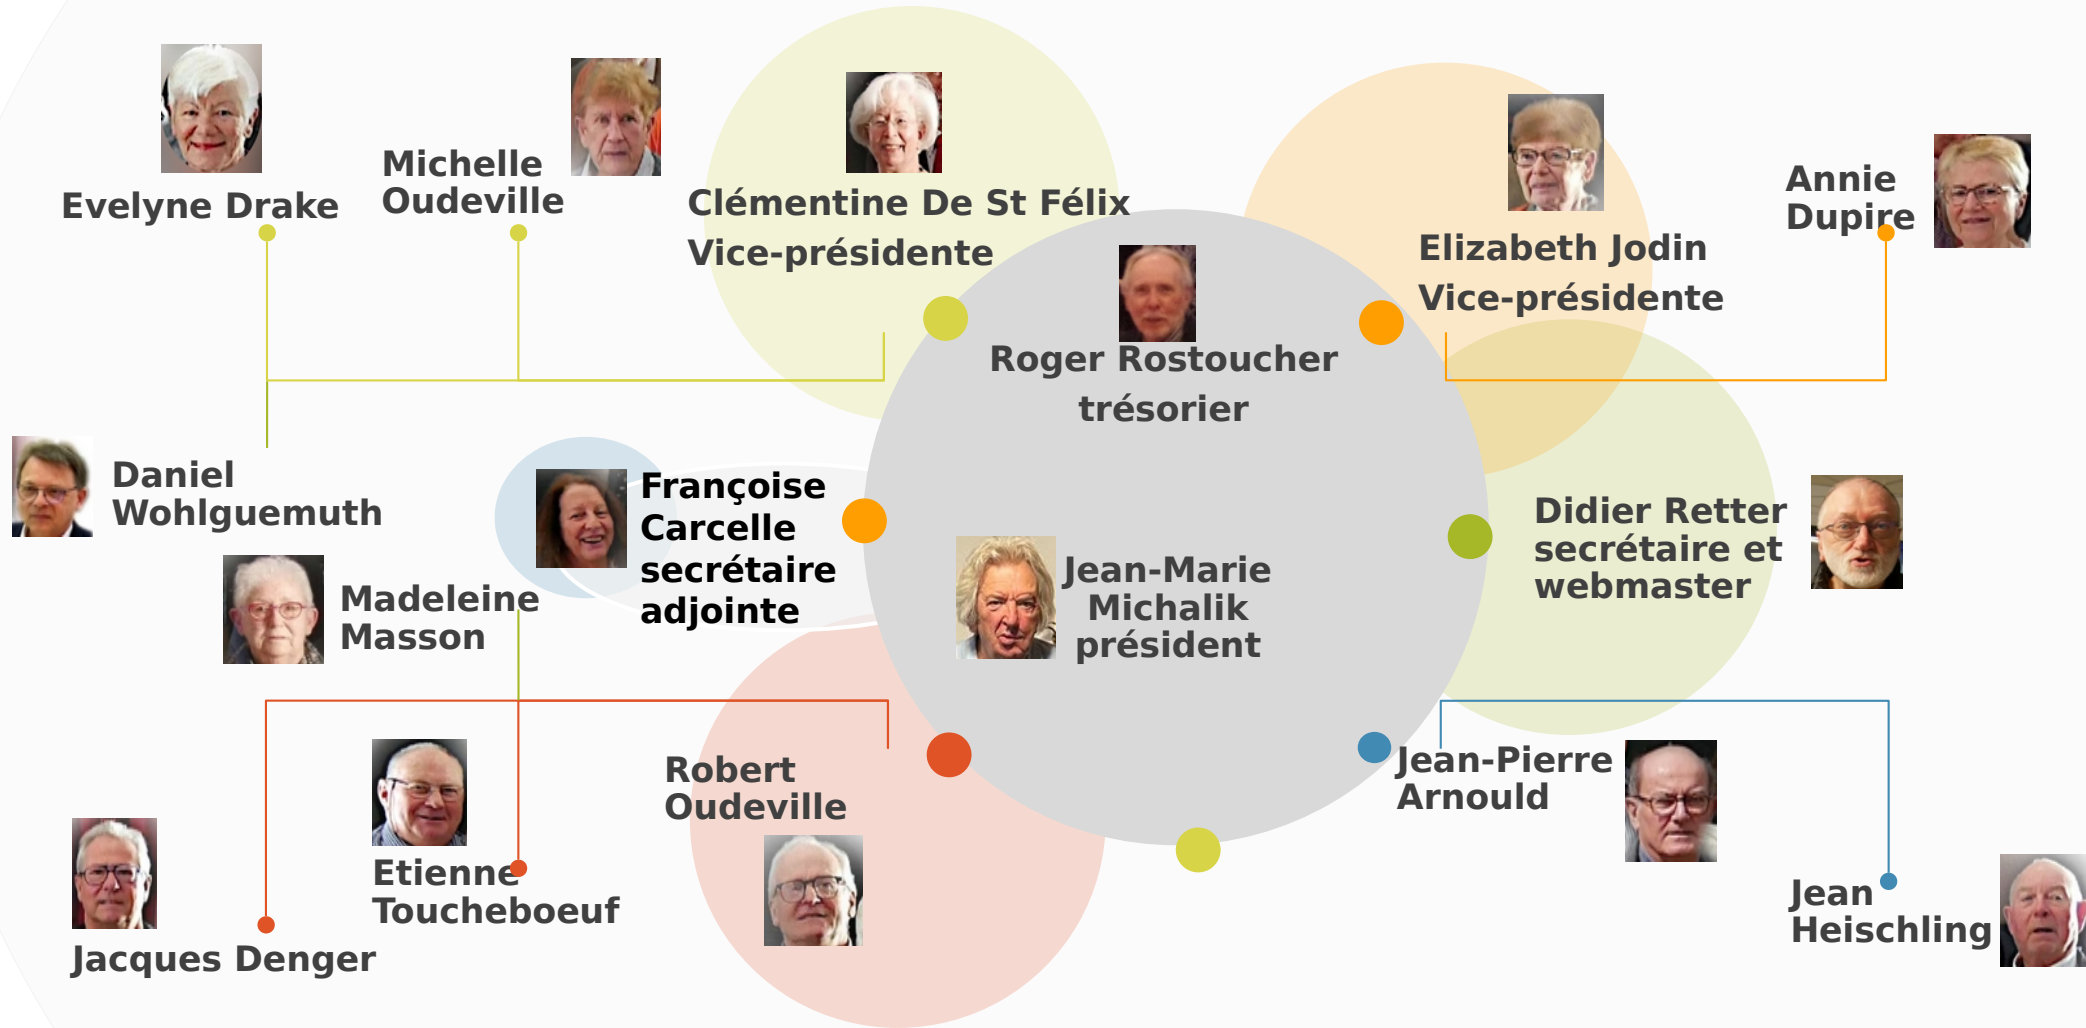 Evelyne Drake
Michelle
Oudeville
Clémentine De St Félix
Vice-présidente
Elizabeth Jodin
Vice-présidente
Annie
Dupire
Roger Rostoucher
trésorier
Daniel
Wohlguemuth
Françoise
Carcelle
secrétaire
adjointe
Didier Retter
secrétaire et
webmaster
Madeleine
Masson
Jean-Marie
Michalik
président
Robert
Oudeville
Jean-Pierre
Arnould
Etienne
Toucheboeuf
Jean
Heischling
Jacques Denger